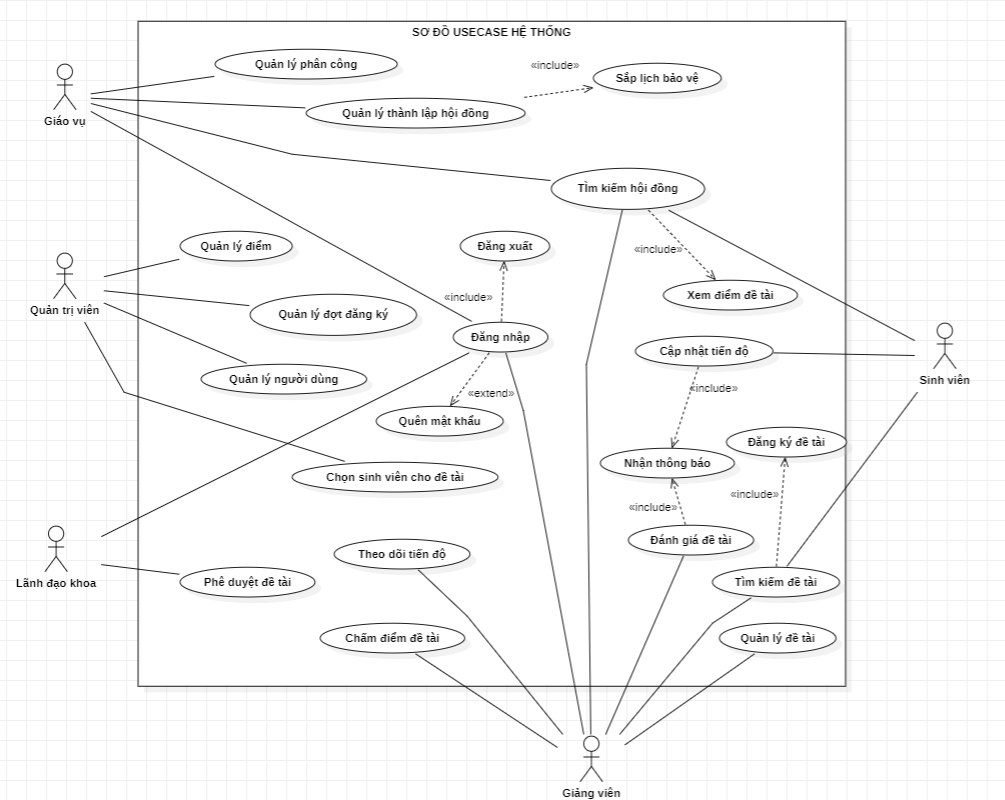 SƠ ĐỒ USECASE HỆ THỐNG
Quản lý phân công
«include»
Sắp lịch bảo vệ
Giáo vụ
Quản lý thành lập hội đồng
Tìm kiếm hội đồng
Quản lý điểm
Đăng xuất
«include»
Quản trị viên
«include»
Xem điểm đề tài
Quản lý đợt đăng ký
Đăng nhập
Cập nhật tiến độ
Sinh viên
Quản lý người dùng
«extend»
«include»
Quên mật khẩu
Đăng ký đề tài
Nhận thông báo
Chọn sinh viên cho đề tài
«include»
«include»
Đánh giá đề tài
Theo dõi tiến độ
Lãnh đạo khoa
Phê duyệt đề tài
Tìm kiếm đề tài
Chấm điểm đề tài
Quản lý đề tài
Giảng viên